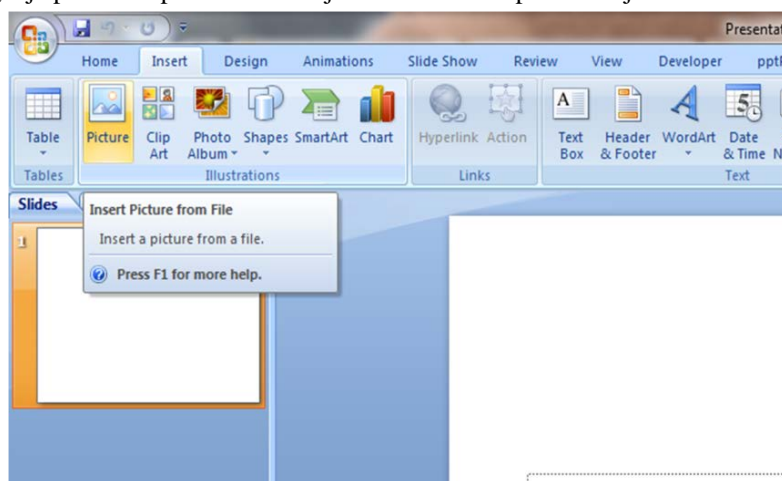 Presentat
Home Insert Design Animations Slide Show Review View Developer
Table Picture Clip Art Photo Album Shapes SmartArt Chart Hyperlink Action Text Box Header & Footer WordArt Date & Time
Tables Illustrations Links Text
Slides
Insert Picture from File
1
Insert a picture from a file.
Press F1 for more help.